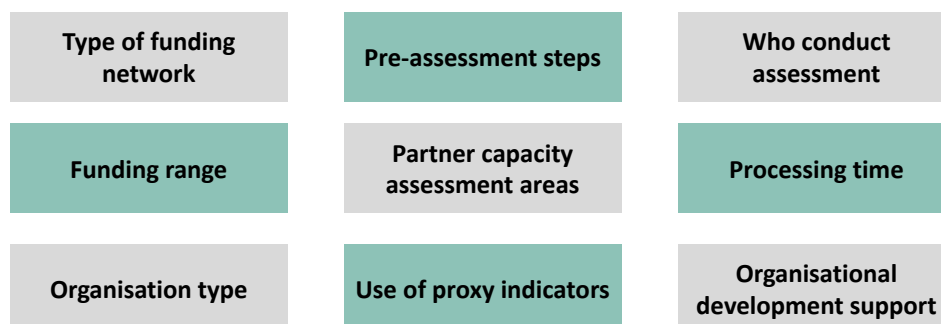 Type of funding
network
Pre-assessment steps
Who conduct
assessment
Funding range
Partner capacity
assessment areas
Processing time
Organisation type
Use of proxy indicators
Organisational
development support